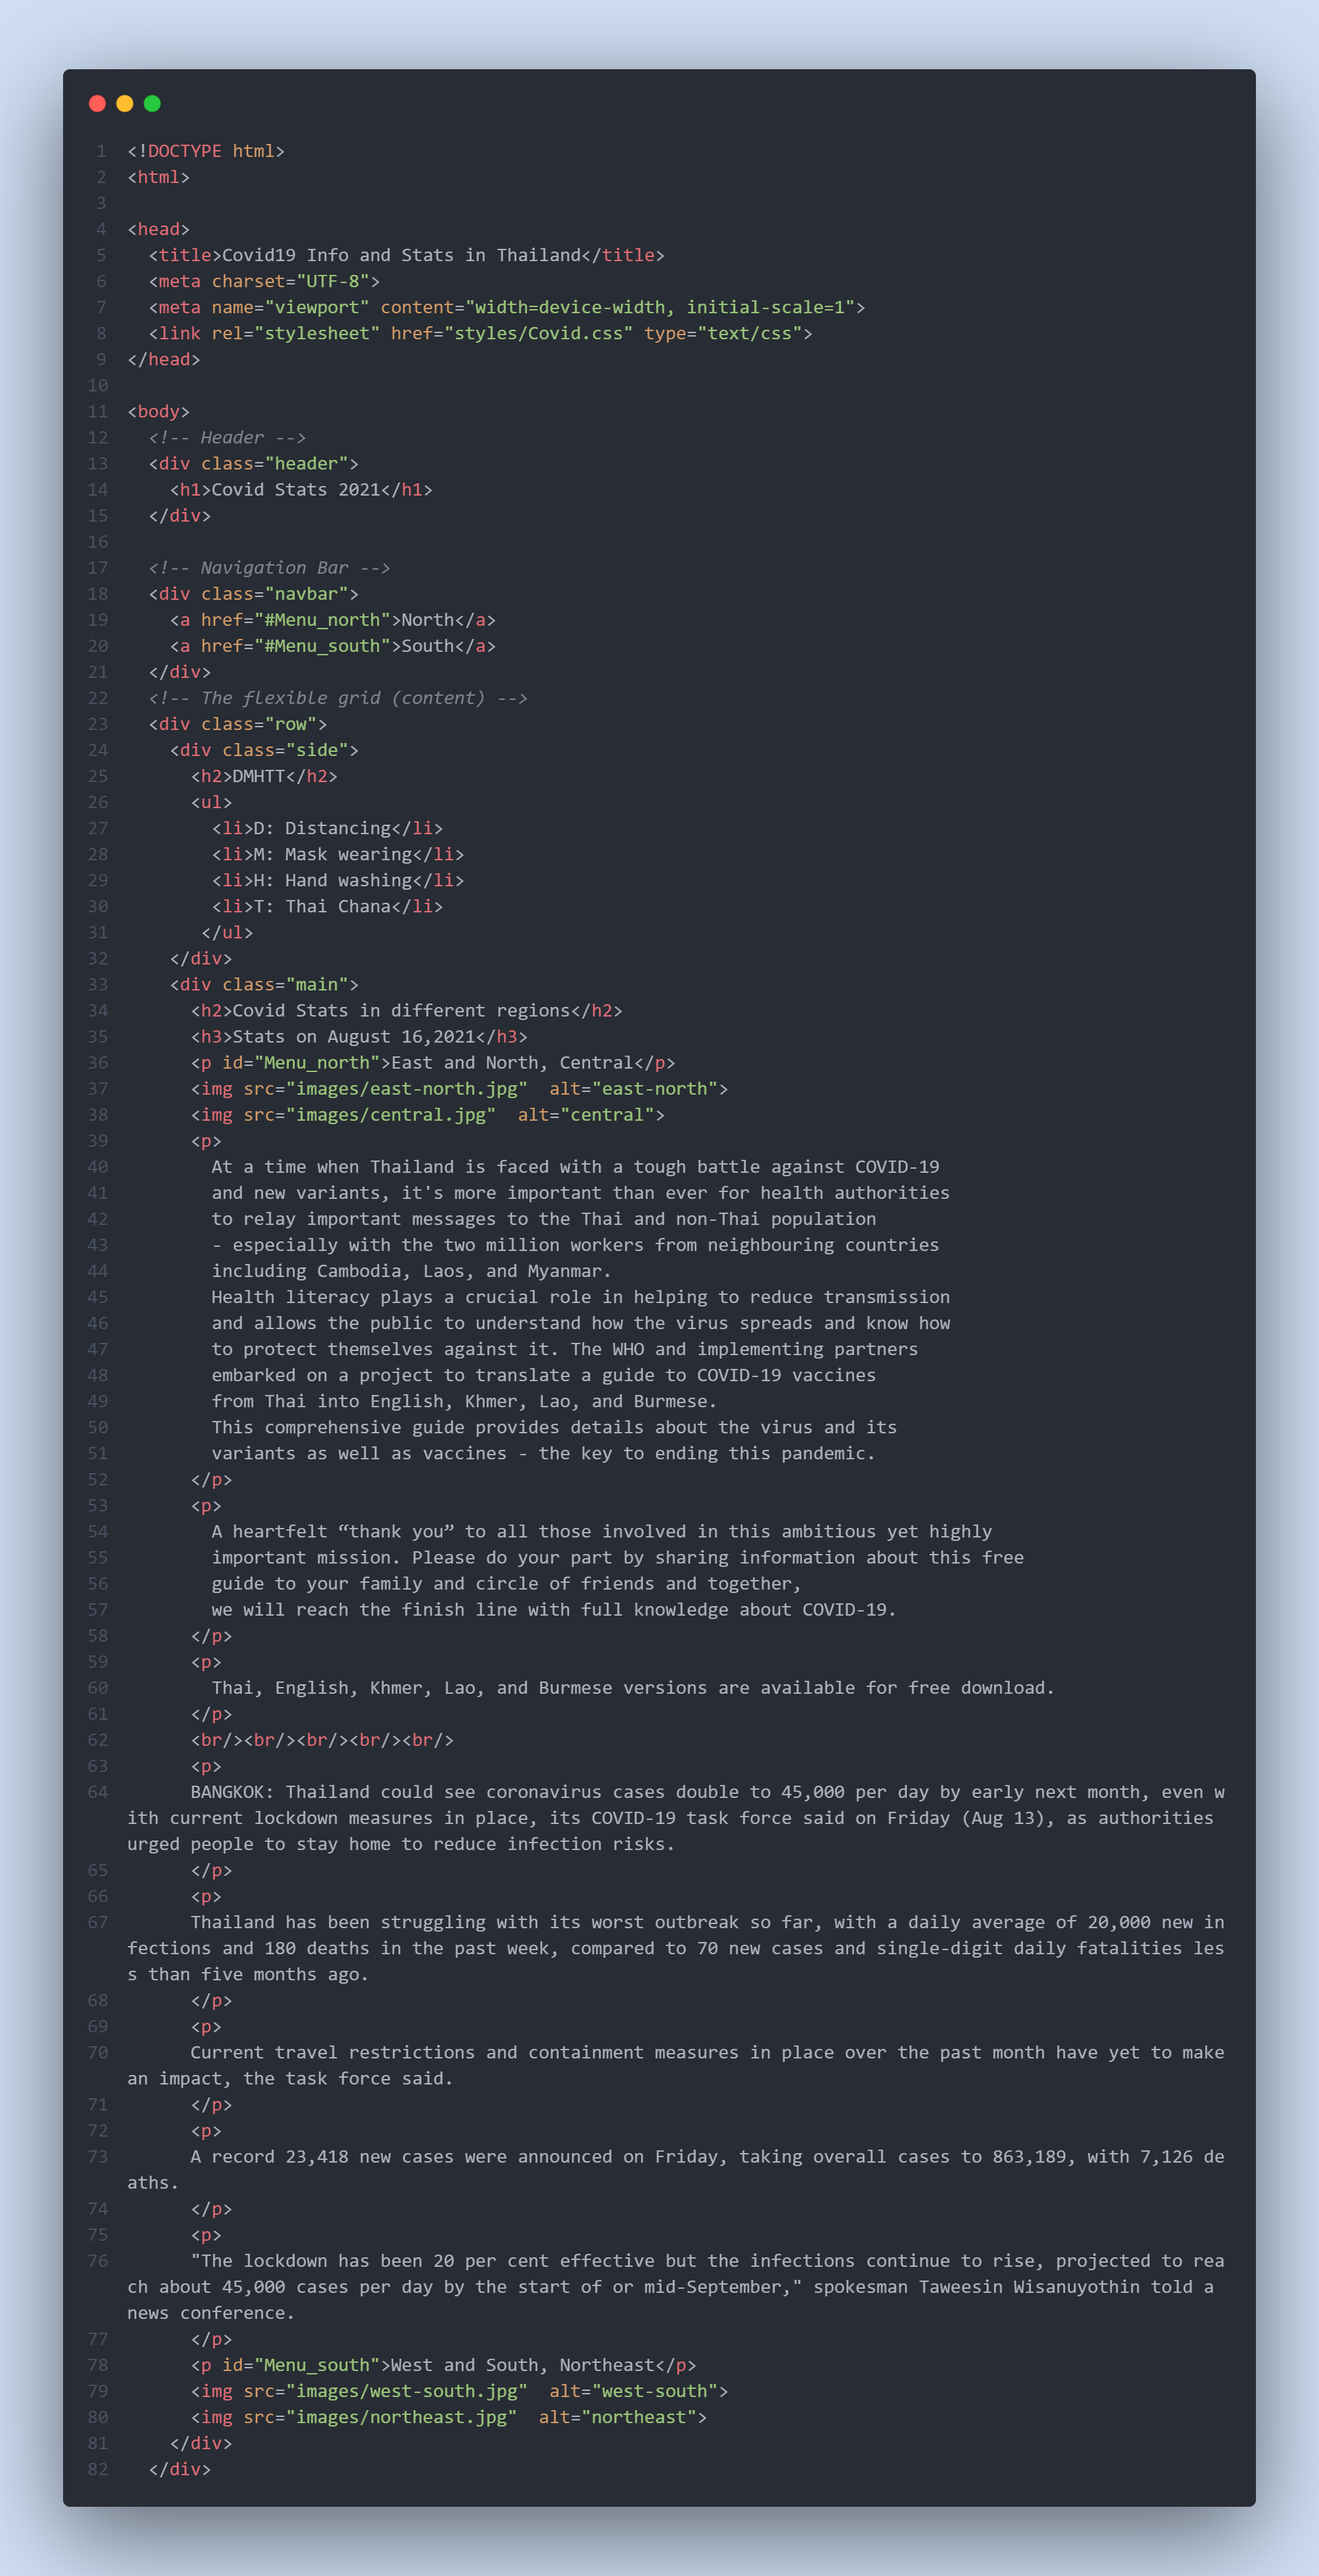 1 <!DOCTYPE html>
2 <html>
3
4 <head>
5   <title>Covid19 Info and Stats in Thailand</title>
6   <meta charset="UTF-8">
7   <meta name="viewport" content="width=device-width, initial-scale=1">
8   <link rel="stylesheet" href="styles/Covid.css" type="text/css">
9 </head>
10
11 <body>
12   <!-- Header -->
13   <div class="header">
14     <h1>Covid Stats 2021</h1>
15   </div>
16
17   <!-- Navigation Bar -->
18   <div class="navbar">
19     <a href="#Menu_north">North</a>
20     <a href="#Menu_south">South</a>
21   </div>
22   <!-- The flexible grid (content) -->
23   <div class="row">
24     <div class="side">
25       <h2>DMHTT</h2>
26       <ul>
27         <li>D: Distancing</li>
28         <li>M: Mask wearing</li>
29         <li>H: Hand washing</li>
30         <li>T: Thai Chana</li>
31        </ul>
32     </div>
33     <div class="main">
34       <h2>Covid Stats in different regions</h2>
35       <h3>Stats on August 16,2021</h3>
36       <p id="Menu_north">East and North, Central</p>
37       <img src="images/east-north.jpg"  alt="east-north">
38       <img src="images/central.jpg"  alt="central">
39       <p>
40         At a time when Thailand is faced with a tough battle against COVID-19
41         and new variants, it's more important than ever for health authorities
42         to relay important messages to the Thai and non-Thai population
43         - especially with the two million workers from neighbouring countries
44         including Cambodia, Laos, and Myanmar.
45         Health literacy plays a crucial role in helping to reduce transmission
46         and allows the public to understand how the virus spreads and know how
47         to protect themselves against it. The WHO and implementing partners
48         embarked on a project to translate a guide to COVID-19 vaccines
49         from Thai into English, Khmer, Lao, and Burmese.
50         This comprehensive guide provides details about the virus and its
51         variants as well as vaccines - the key to ending this pandemic.
52       </p>
53       <p>
54         A heartfelt “thank you” to all those involved in this ambitious yet highly
55         important mission. Please do your part by sharing information about this free
56         guide to your family and circle of friends and together,
57         we will reach the finish line with full knowledge about COVID-19.
58       </p>
59       <p>
60         Thai, English, Khmer, Lao, and Burmese versions are available for free download.
61       </p>
62       <br/><br/><br/><br/><br/>
63       <p>
64       BANGKOK: Thailand could see coronavirus cases double to 45,000 per day by early next month, even w
ith current lockdown measures in place, its COVID-19 task force said on Friday (Aug 13), as authorities
urged people to stay home to reduce infection risks.
65       </p>
66       <p>
67       Thailand has been struggling with its worst outbreak so far, with a daily average of 20,000 new in
fections and 180 deaths in the past week, compared to 70 new cases and single-digit daily fatalities les
s than five months ago.
68       </p>
69       <p>
70       Current travel restrictions and containment measures in place over the past month have yet to make
an impact, the task force said.
71       </p>
72       <p>
73       A record 23,418 new cases were announced on Friday, taking overall cases to 863,189, with 7,126 de
aths.
74       </p>
75       <p>
76       "The lockdown has been 20 per cent effective but the infections continue to rise, projected to rea
ch about 45,000 cases per day by the start of or mid-September," spokesman Taweesin Wisanuyothin told a
news conference.
77       </p>
78       <p id="Menu_south">West and South, Northeast</p>
79       <img src="images/west-south.jpg"  alt="west-south">
80       <img src="images/northeast.jpg"  alt="northeast">
81     </div>
82   </div>